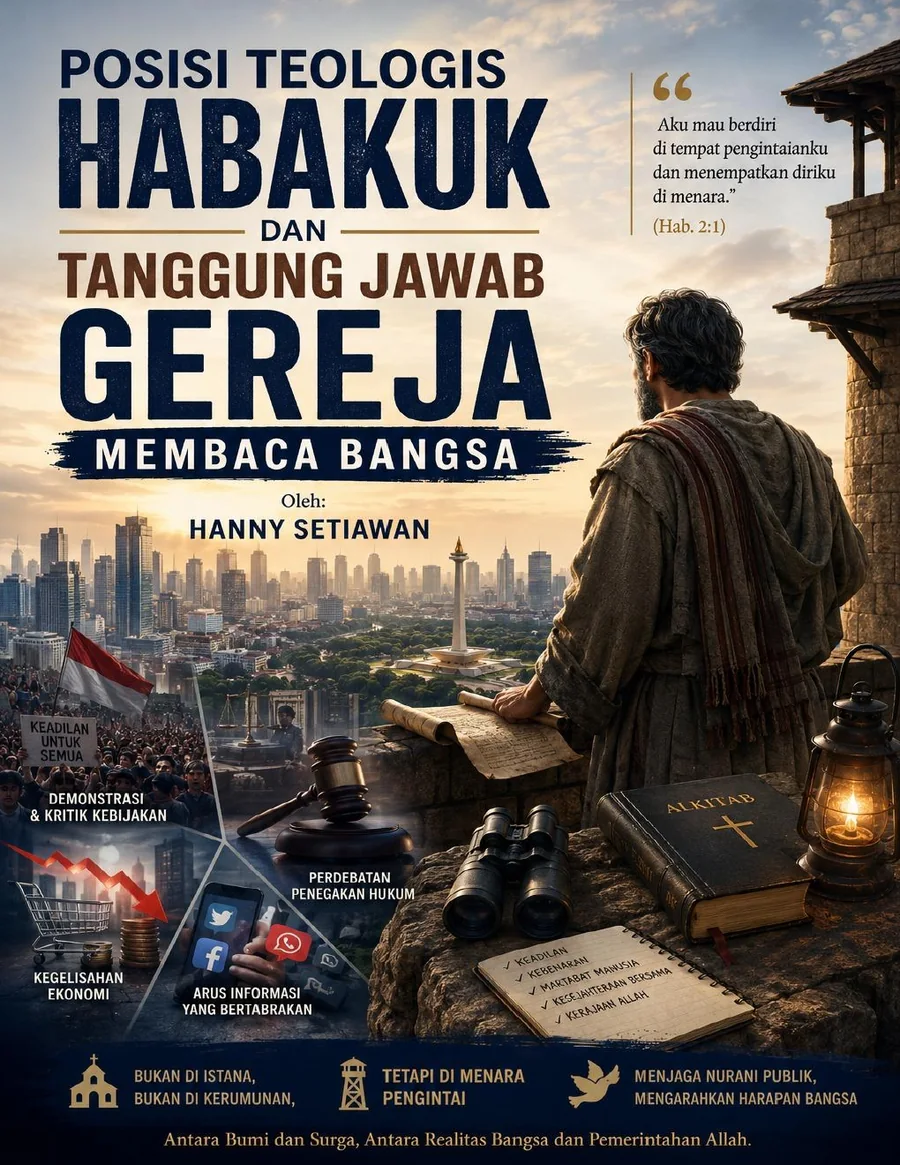 POSISI TEOLOGIS
HABAKUK
DAN
TANGGUNG JAWAB
GEREJA
MEMBACA BANGSA
Oleh:
HANNY SETIAWAN
“
Aku mau berdiri
di tempat pengintaianku
dan menempatkan diriku
di menara.”
(Hab. 2:1)
KEADILAN
UNTUK
SEMUA
DEMONSTRASI
& KRITIK KEBIJAKAN
PERDEBATAN
PENEGAKAN HUKUM
KEGELISAHAN
EKONOMI
ARUS INFORMASI
YANG BERTABRAKAN
ALKITAB
✓ KEADILAN
✓ KEBENARAN
✓ MARTABAT MANUSIA
✓ KESEJAHTERAAN BERSAMA
✓ KERAJAAN ALLAH
BUKAN DI ISTANA,
BUKAN DI KERUMUNAN,
TETAPI DI MENARA
PENGINTAI
MENJAGA NURANI PUBLIK,
MENGARAHKAN HARAPAN BANGSA
Antara Bumi dan Surga, Antara Realitas Bangsa dan Pemerintahan Allah.